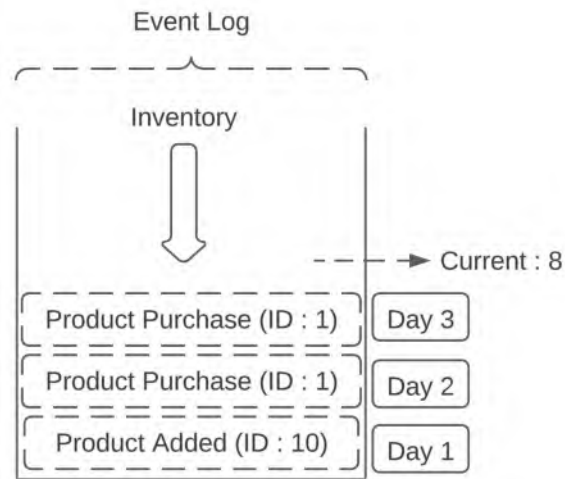 Event Log
Inventory
Current : 8
Product Purchase (ID : 1) Day 3
Product Purchase (ID : 1) Day 2
Product Added (ID : 10) Day 1